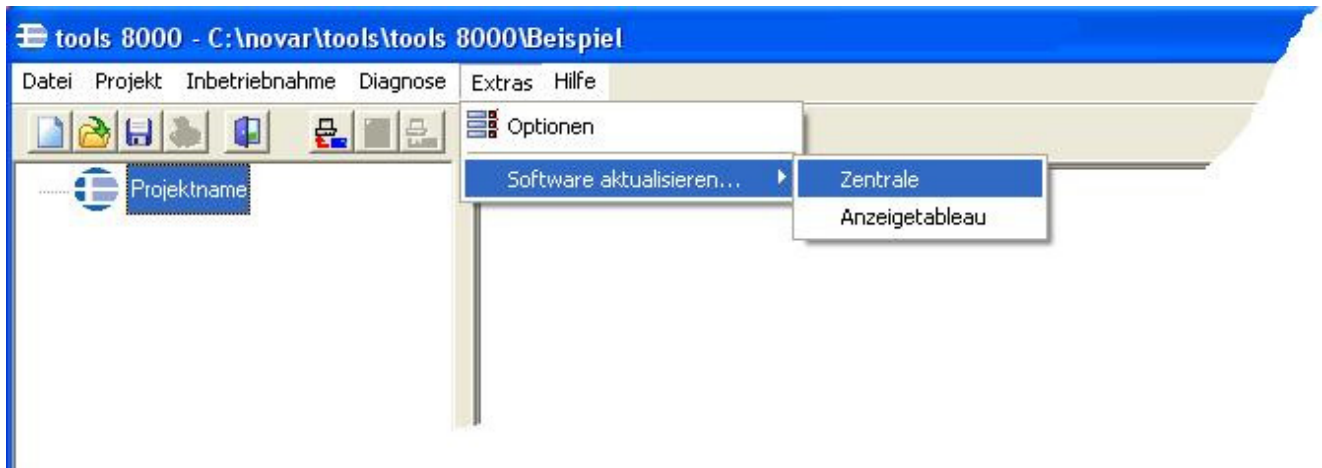 tools 8000 - C:\novar\tools\tools 8000\Beispiel
Datei Projekt Inbetriebnahme Diagnose Extras Hilfe
Optionen
Projektname
Software aktualisieren... Zentrale
Anzeigetableau